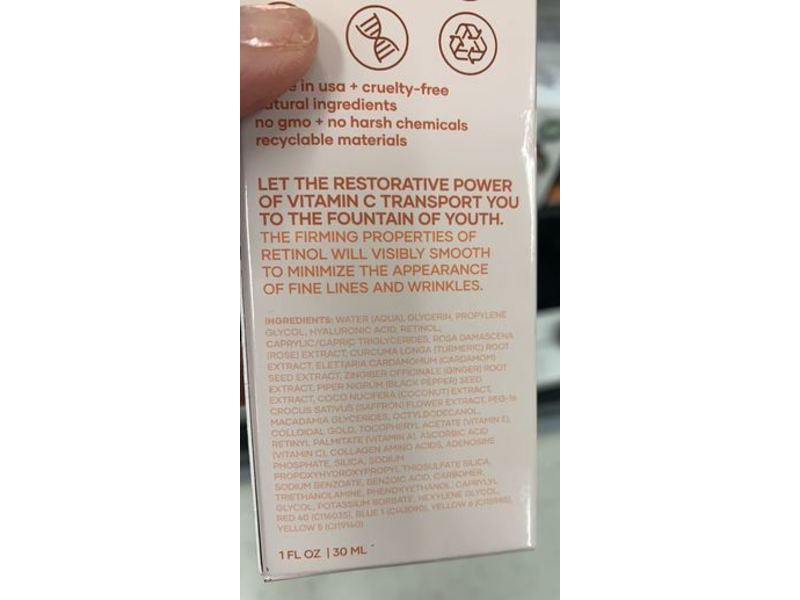 e in usa + cruelty-free
atural ingredients
no gmo + no harsh chemicals
recyclable materials
LET THE RESTORATIVE POWER
OF VITAMIN C TRANSPORT YOU
TO THE FOUNTAIN OF YOUTH.
THE FIRMING PROPERTIES OF
RETINOL WILL VISIBLY SMOOTH
TO MINIMIZE THE APPEARANCE
OF FINE LINES AND WRINKLES.
INGREDIENTS: WATER (AQUA), GLYCERIN, PROPYLENE
GLYCOL, HYALURONIC ACID, RETINOL,
CAPRYLIC/CAPRIC TRIGLYCERIDES, ROSA DAMASCENA
(ROSE) EXTRACT, CURCUMA LONGA (TURMERIC) ROOT
EXTRACT, ELETTARIA CARDAMOMUM (CARDAMOM)
SEED EXTRACT, ZINGIBER OFFICINALE (GINGER) ROOT
EXTRACT, PIPER NIGRUM (BLACK PEPPER) SEED
EXTRACT, COCO NUCIFERA (COCONUT) EXTRACT,
CROCUS SATIVUS (SAFFRON) FLOWER EXTRACT, PEG-16
MACADAMIA GLYCERIDES, OCTYLDODECANOL,
COLLOIDAL GOLD, TOCOPHERYL ACETATE (VITAMIN E),
RETINYL PALMITATE (VITAMIN A), ASCORBIC ACID
(VITAMIN C), COLLAGEN AMINO ACIDS, ADENOSINE
PHOSPHATE, SILICA, SODIUM
PROPOXYHYDROXYPROPYL THIOSULFATE SILICA,
SODIUM BENZOATE, BENZOIC ACID, CARBOMER,
TRIETHANOLAMINE, PHENOXYETHANOL, CAPRYLYL
GLYCOL, POTASSIUM SORBATE, HEXYLENE GLYCOL,
RED 40 (CI16035), BLUE 1 (CI42090), YELLOW 6 (CI15985),
YELLOW 5 (CI19140)
1 FL OZ | 30 ML